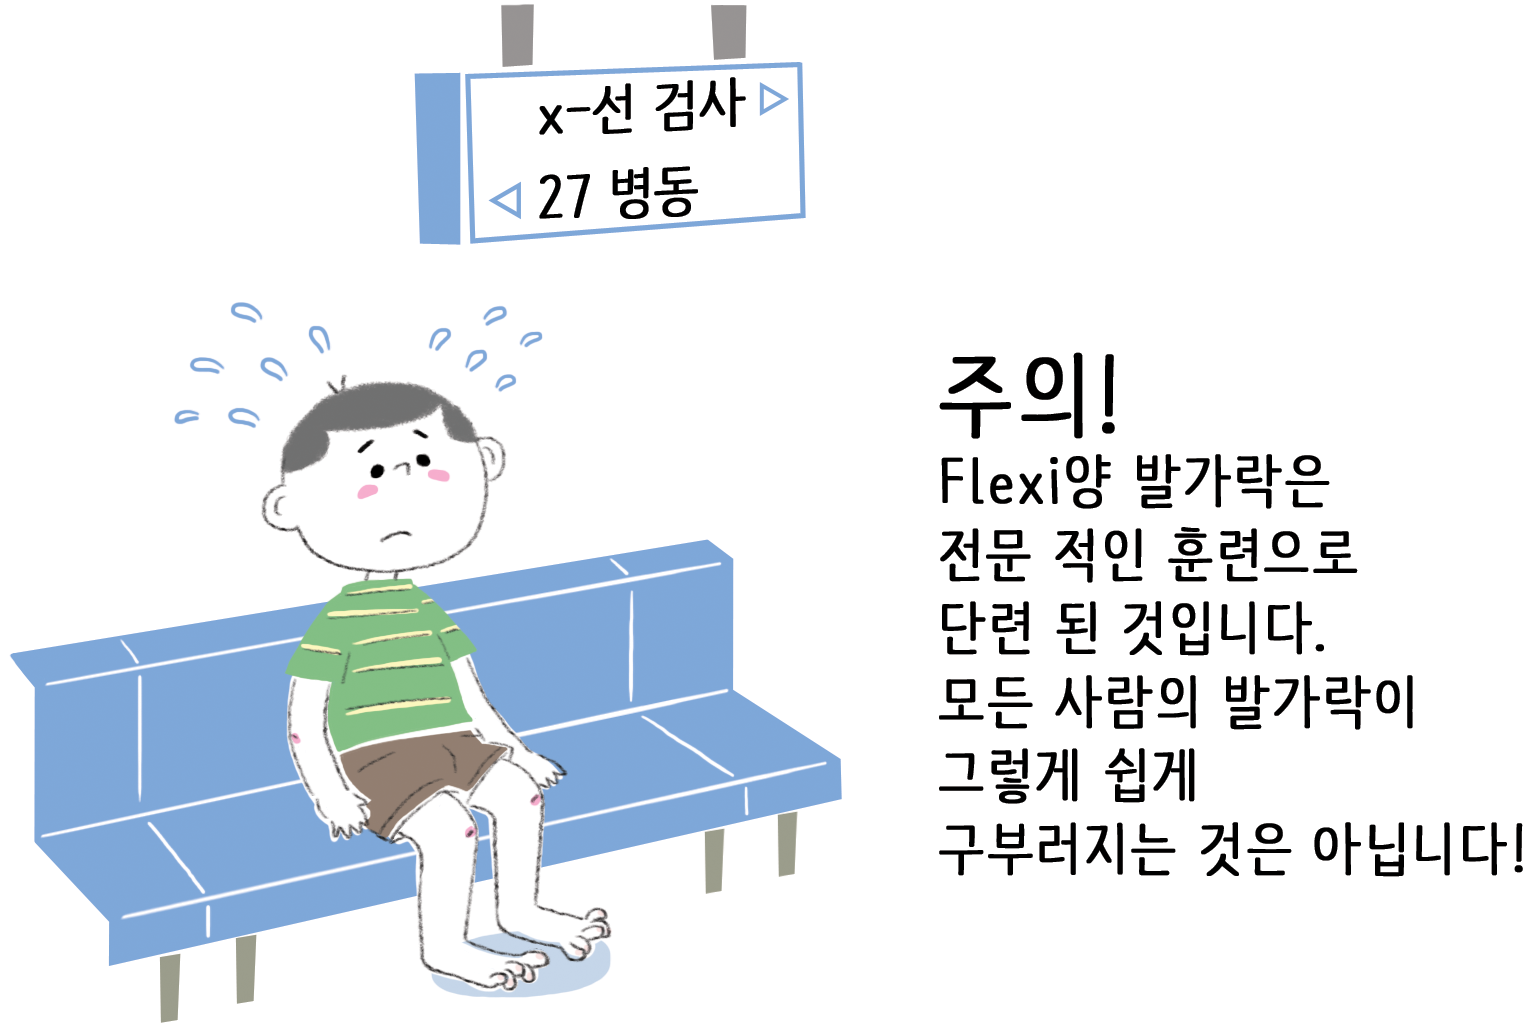 x-선 검사
27 병동
주의!
Flexi양 발가락은
전문 적인 훈련으로
단련 된 것입니다.
모든 사람의 발가락이
그렇게 쉽게
구부러지는 것은 아닙니다!